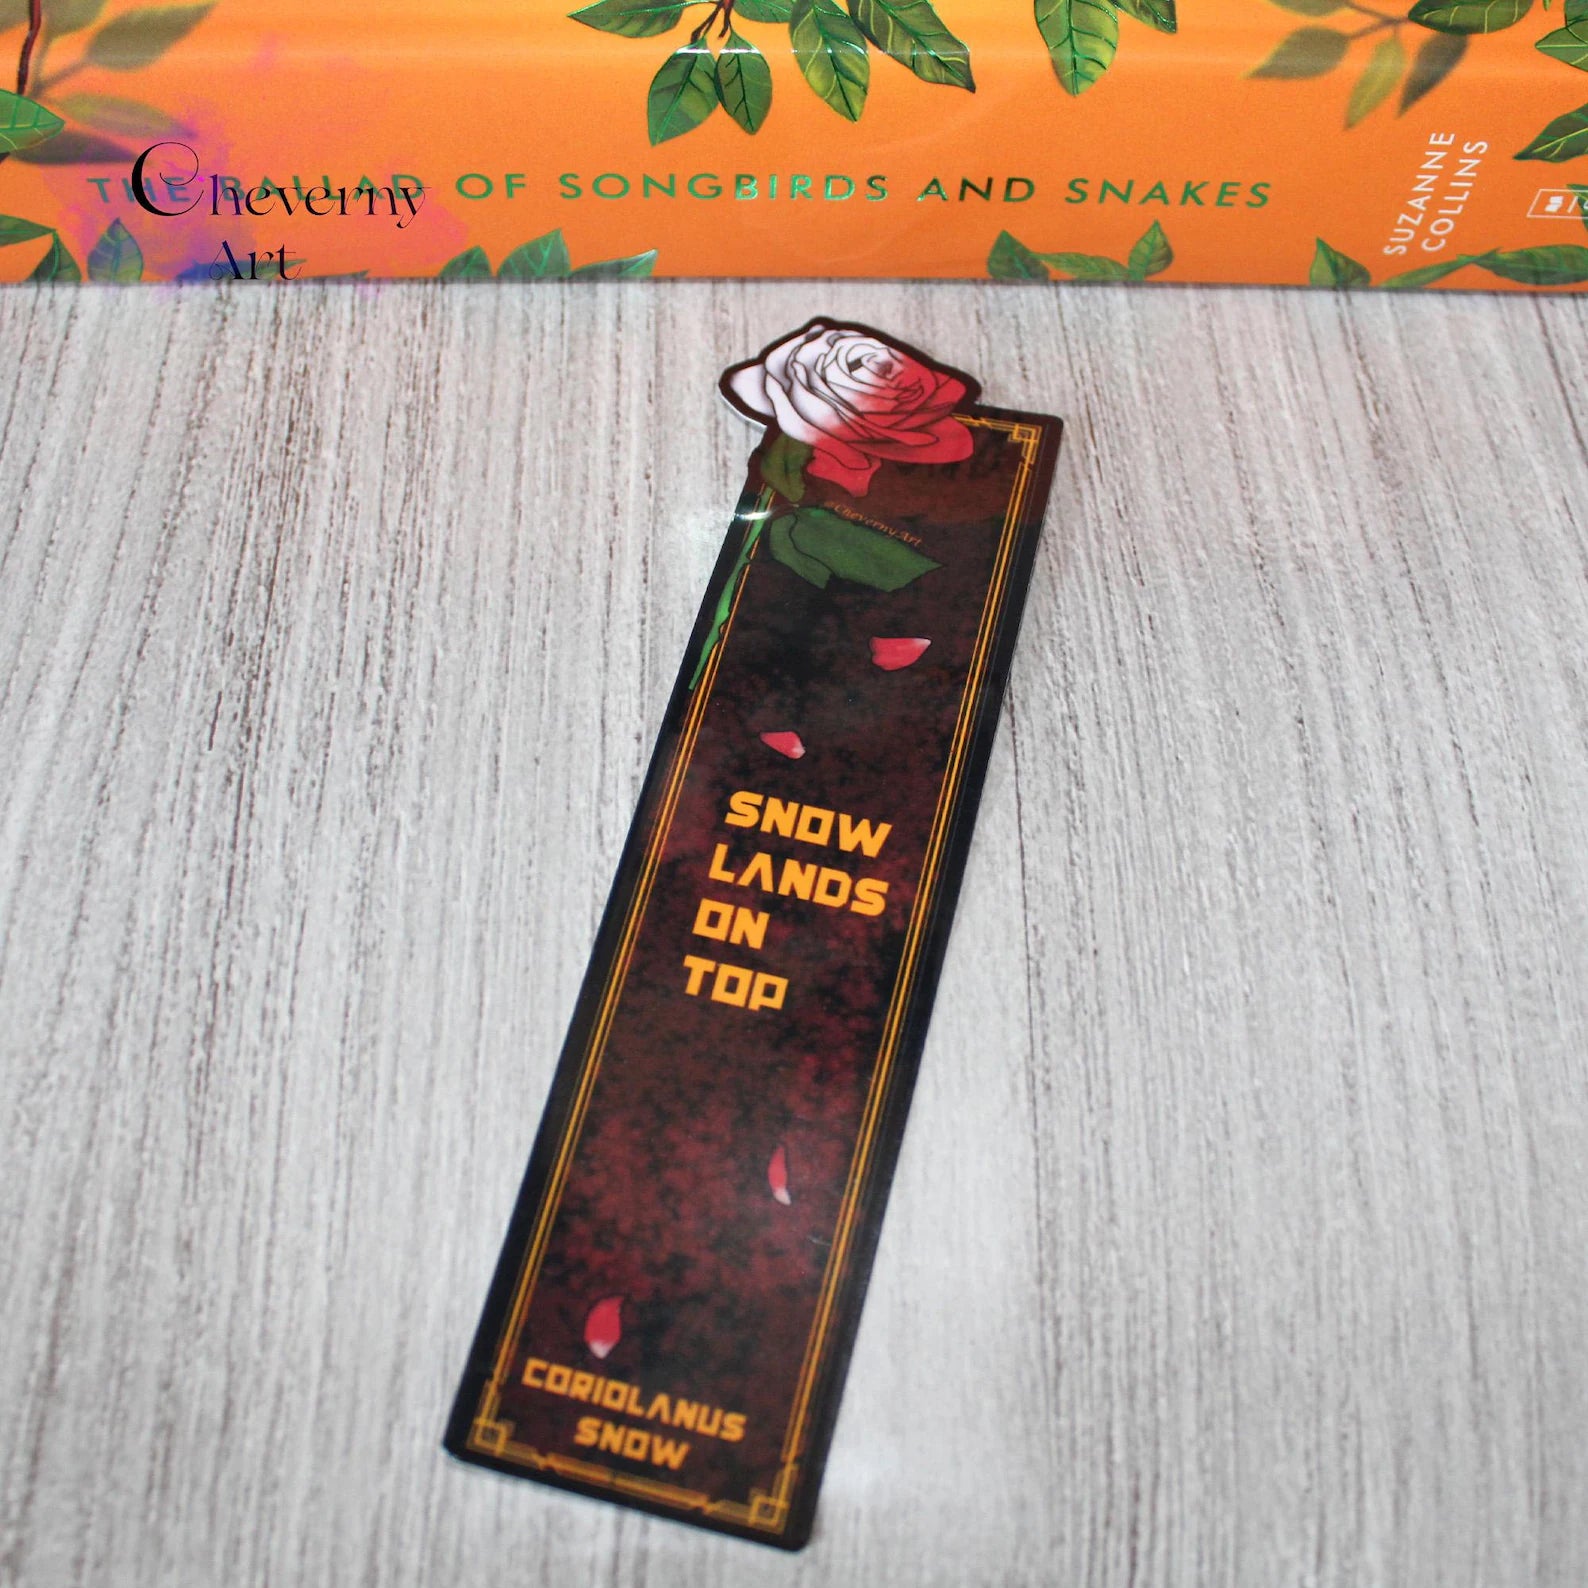 THE BALLAD OF SONGBIRDS AND SNAKES
SUZANNE
COLLINS
Cheverny
Art
@ChevernyArt
SNOW
LANDS
ON
TOP
CORIOLANUS
SNOW